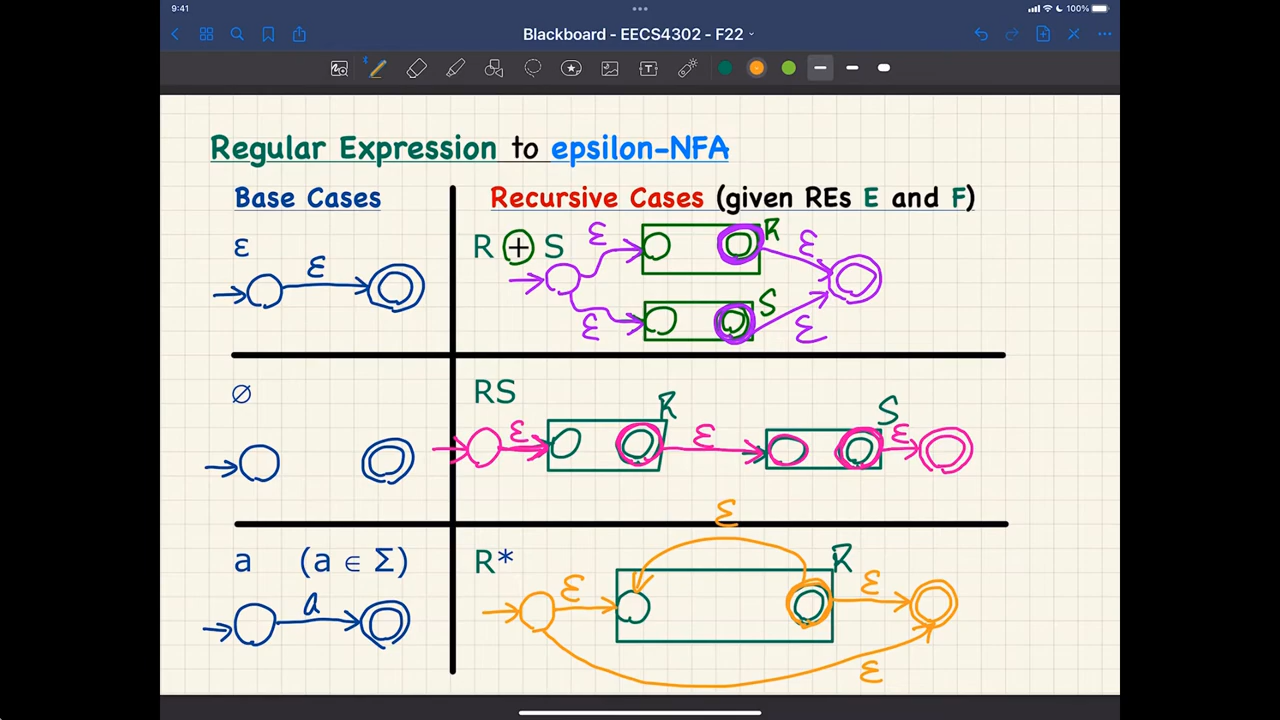 9:41
100%
Blackboard - EECS4302 - F22
Regular Expression to epsilon-NFA
Base Cases
Recursive Cases (given REs E and F)
ε
ε
R + S
ε
ε
R
S
ε
ε
∅
RS
ε
R
ε
S
ε
a (a ∈ Σ)
a
R*
ε
ε
R
ε
ε